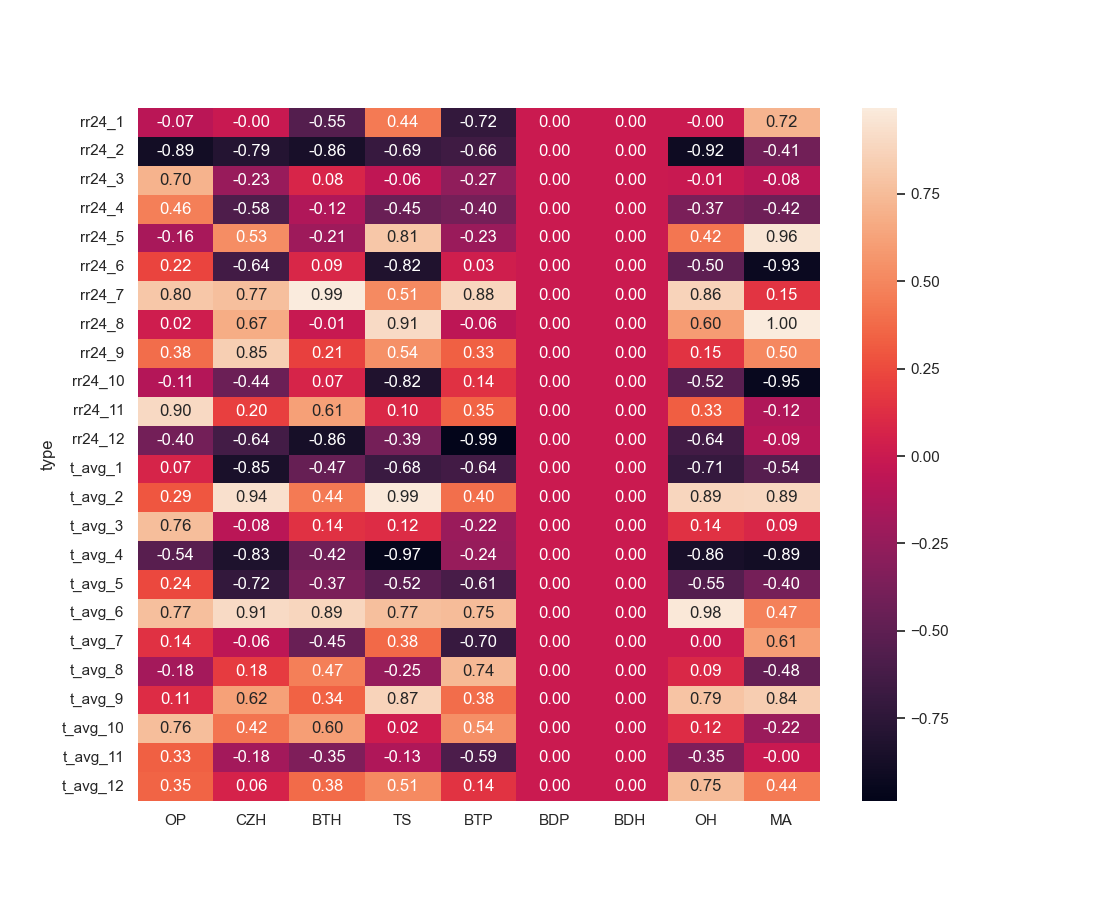 rr24_1 -0.07 -0.00 -0.55 0.44 -0.72 0.00 0.00 -0.00 0.72
rr24_2 -0.89 -0.79 -0.86 -0.69 -0.66 0.00 0.00 -0.92 -0.41
rr24_3 0.70 -0.23 0.08 -0.06 -0.27 0.00 0.00 -0.01 -0.08
rr24_4 0.46 -0.58 -0.12 -0.45 -0.40 0.00 0.00 -0.37 -0.42
rr24_5 -0.16 0.53 -0.21 0.81 -0.23 0.00 0.00 0.42 0.96
rr24_6 0.22 -0.64 0.09 -0.82 0.03 0.00 0.00 -0.50 -0.93
rr24_7 0.80 0.77 0.99 0.51 0.88 0.00 0.00 0.86 0.15
rr24_8 0.02 0.67 -0.01 0.91 -0.06 0.00 0.00 0.60 1.00
rr24_9 0.38 0.85 0.21 0.54 0.33 0.00 0.00 0.15 0.50
rr24_10 -0.11 -0.44 0.07 -0.82 0.14 0.00 0.00 -0.52 -0.95
rr24_11 0.90 0.20 0.61 0.10 0.35 0.00 0.00 0.33 -0.12
rr24_12 -0.40 -0.64 -0.86 -0.39 -0.99 0.00 0.00 -0.64 -0.09
t_avg_1 0.07 -0.85 -0.47 -0.68 -0.64 0.00 0.00 -0.71 -0.54
t_avg_2 0.29 0.94 0.44 0.99 0.40 0.00 0.00 0.89 0.89
t_avg_3 0.76 -0.08 0.14 0.12 -0.22 0.00 0.00 0.14 0.09
t_avg_4 -0.54 -0.83 -0.42 -0.97 -0.24 0.00 0.00 -0.86 -0.89
t_avg_5 0.24 -0.72 -0.37 -0.52 -0.61 0.00 0.00 -0.55 -0.40
t_avg_6 0.77 0.91 0.89 0.77 0.75 0.00 0.00 0.98 0.47
t_avg_7 0.14 -0.06 -0.45 0.38 -0.70 0.00 0.00 0.00 0.61
t_avg_8 -0.18 0.18 0.47 -0.25 0.74 0.00 0.00 0.09 -0.48
t_avg_9 0.11 0.62 0.34 0.87 0.38 0.00 0.00 0.79 0.84
t_avg_10 0.76 0.42 0.60 0.02 0.54 0.00 0.00 0.12 -0.22
t_avg_11 0.33 -0.18 -0.35 -0.13 -0.59 0.00 0.00 -0.35 -0.00
t_avg_12 0.35 0.06 0.38 0.51 0.14 0.00 0.00 0.75 0.44
OP CZH BTH TS BTP BDP BDH OH MA
type
0.75
0.50
0.25
0.00
−0.25
−0.50
−0.75